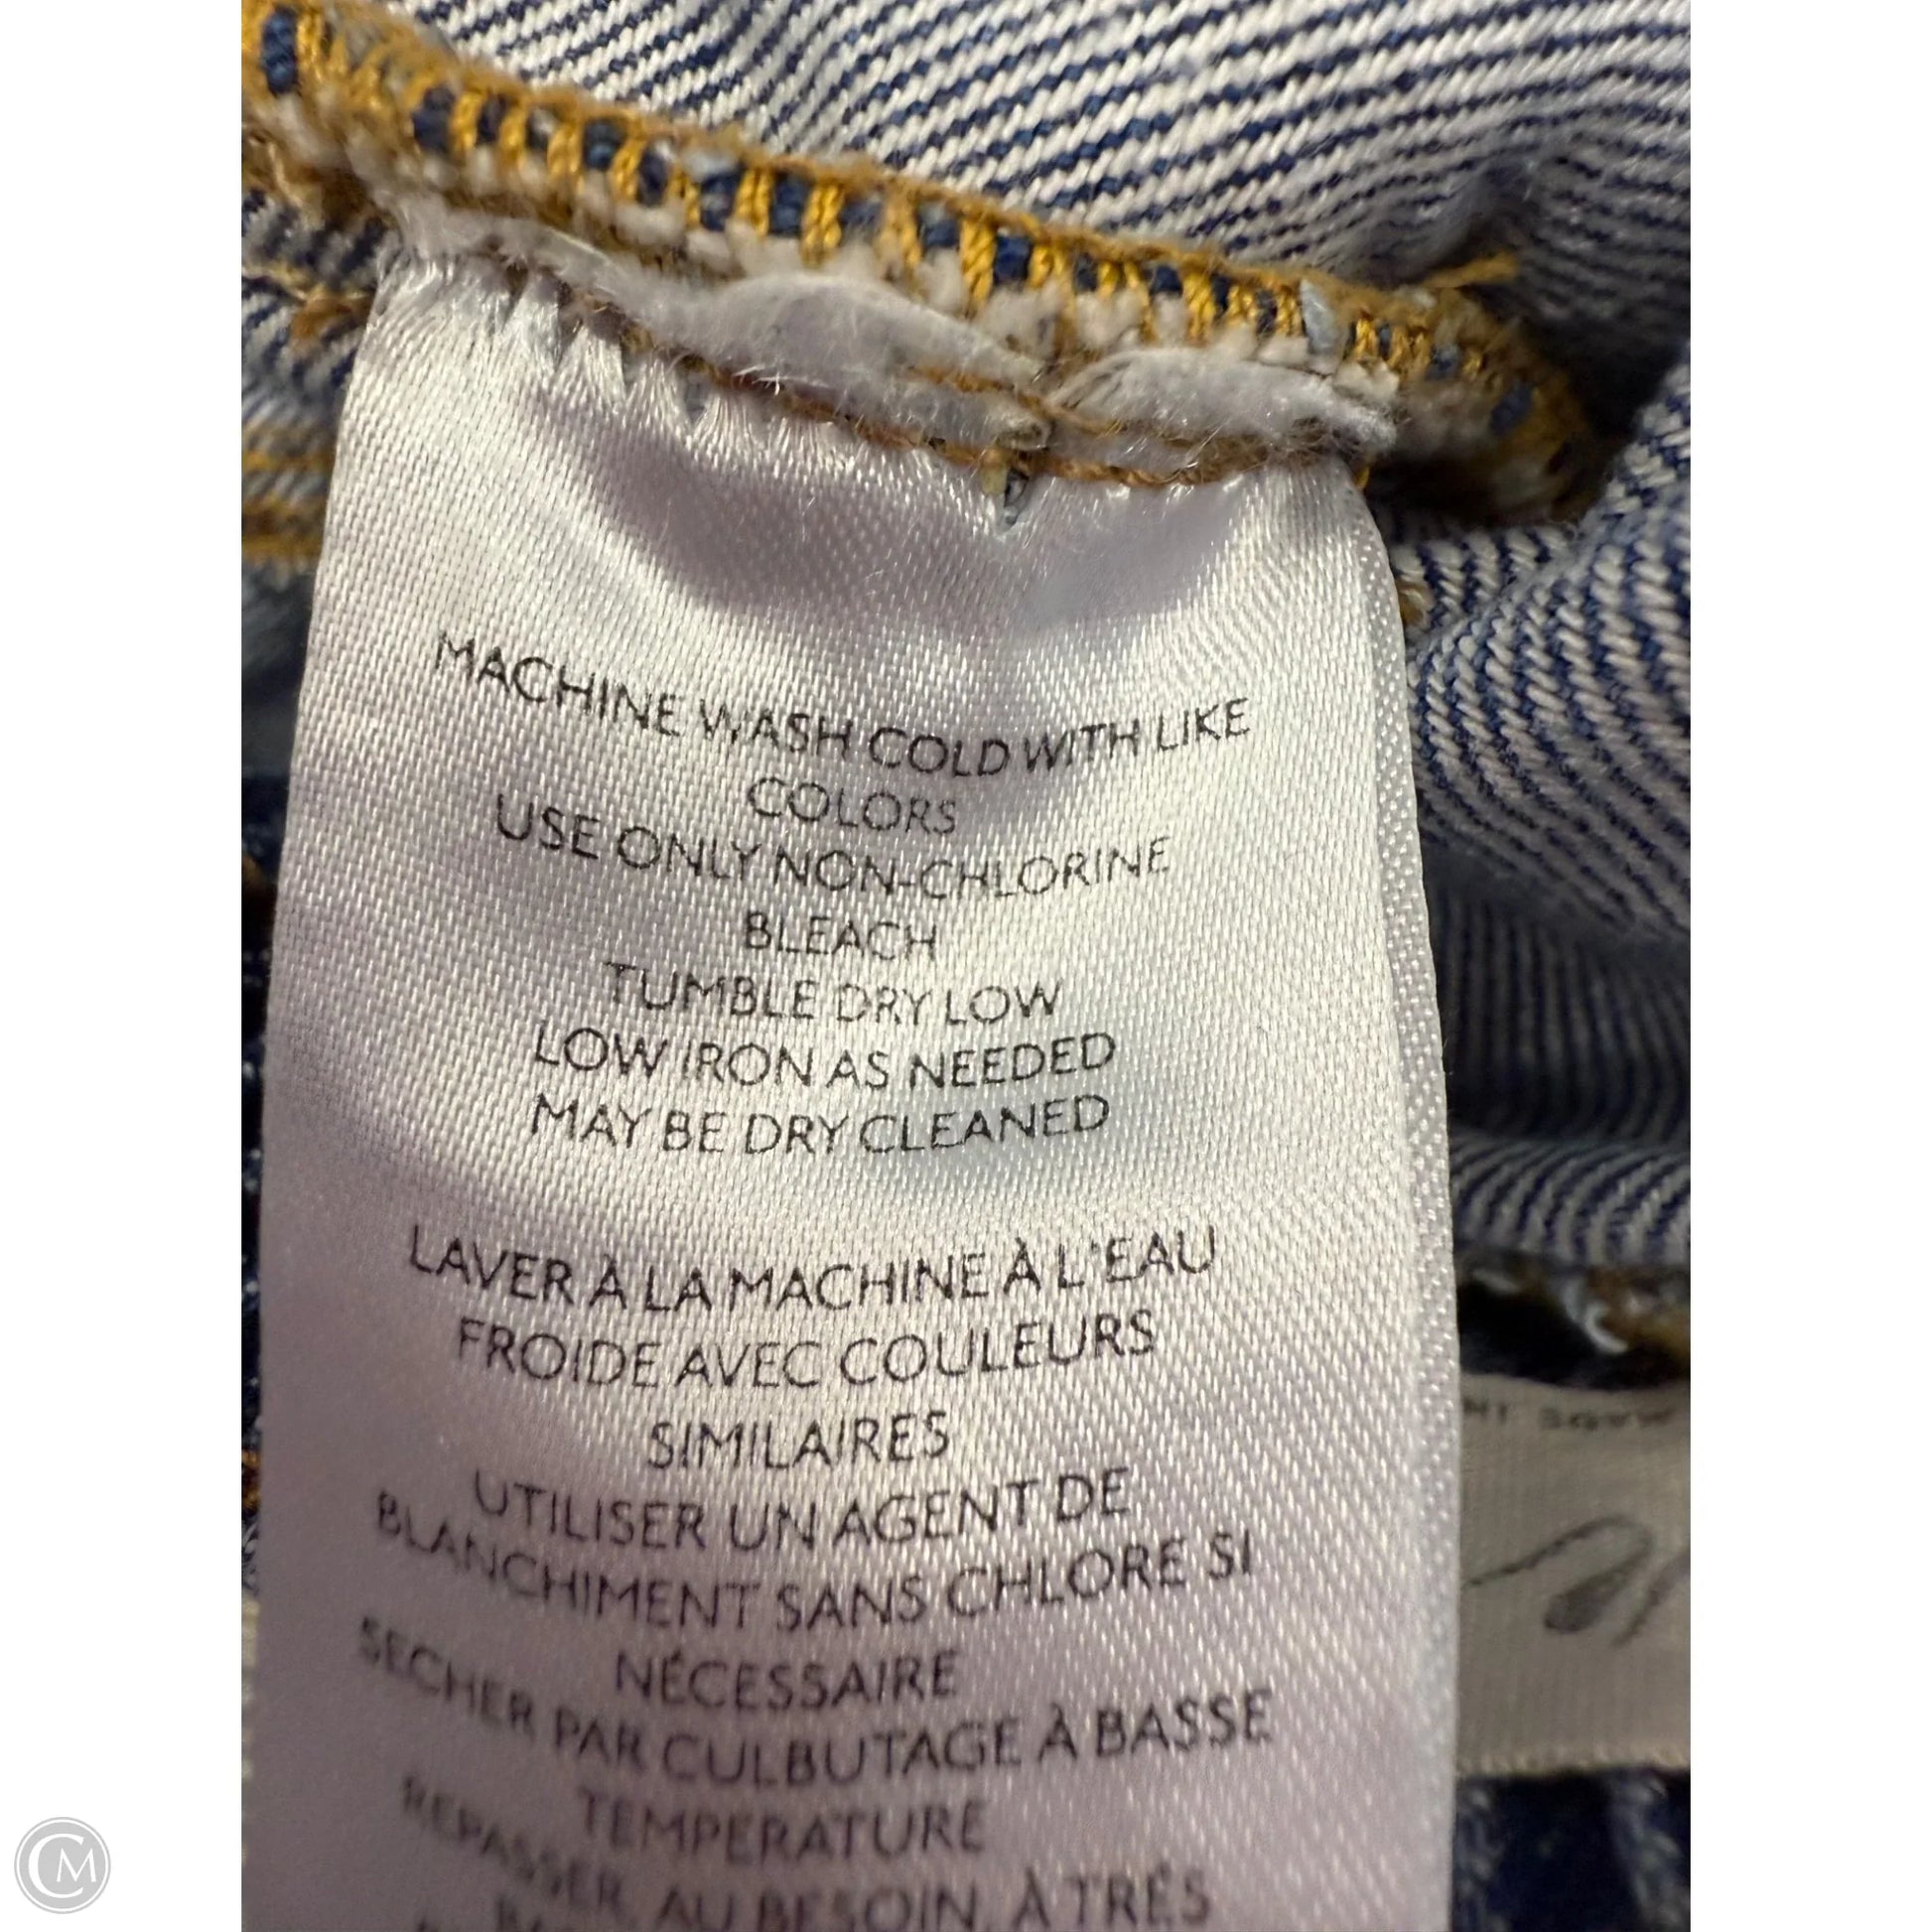 MACHINE WASH COLD WITH LIKE
COLORS
USE ONLY NON-CHLORINE
BLEACH
TUMBLE DRY LOW
LOW IRON AS NEEDED
MAY BE DRY CLEANED
LAVER À LA MACHINE À L'EAU
FROIDE AVEC COULEURS
SIMILAIRES
UTILISER UN AGENT DE
BLANCHIMENT SANS CHLORE SI
NÉCESSAIRE
SECHER PAR CULBUTAGE À BASSE
TEMPERATURE
REPASSER AU BESOIN À TRÉS
CM